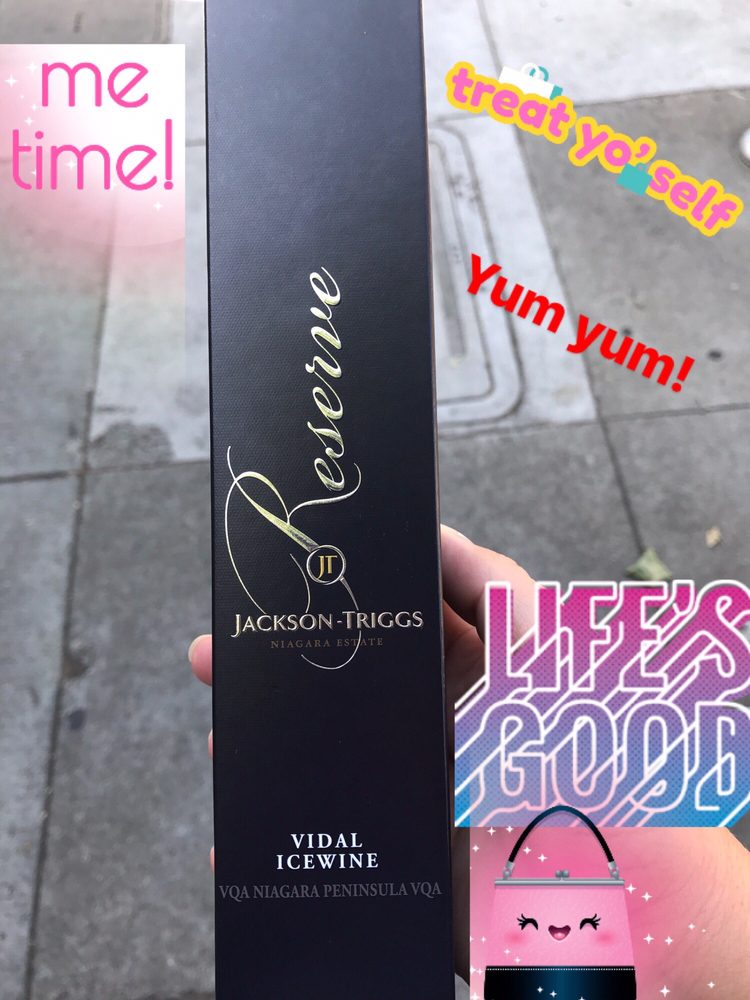 me
time!
treat yo' self
Yum yum!
Reserve
JT
JACKSON-TRIGGS
NIAGARA ESTATE
LIFE'S
GOOD
VIDAL
ICEWINE
VQA NIAGARA PENINSULA VQA